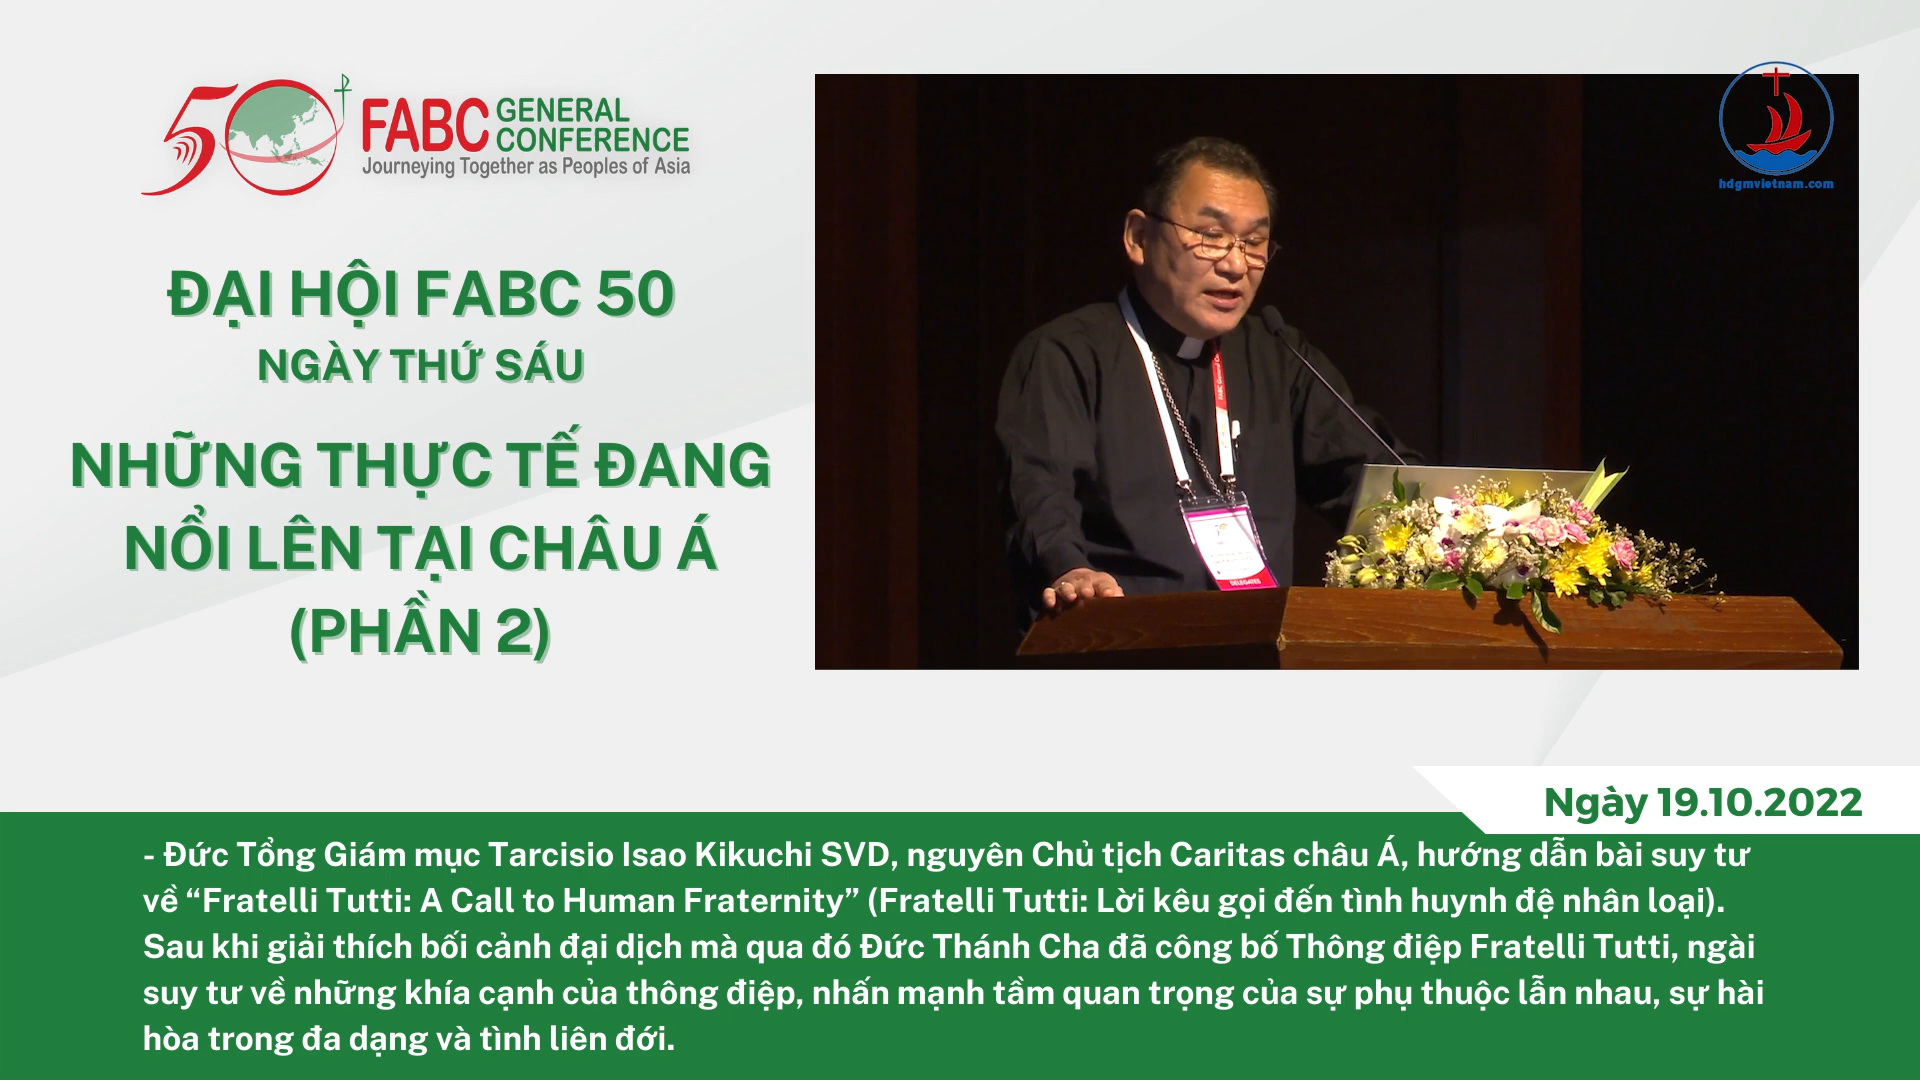 50 FABC GENERAL CONFERENCE
Journeying Together as Peoples of Asia
hdgmvietnam.com
ĐẠI HỘI FABC 50
NGÀY THỨ SÁU
NHỮNG THỰC TẾ ĐANG
NỔI LÊN TẠI CHÂU Á
(PHẦN 2)
DELEGATES
Ngày 19.10.2022
- Đức Tổng Giám mục Tarcisio Isao Kikuchi SVD, nguyên Chủ tịch Caritas châu Á, hướng dẫn bài suy tư
về “Fratelli Tutti: A Call to Human Fraternity” (Fratelli Tutti: Lời kêu gọi đến tình huynh đệ nhân loại).
Sau khi giải thích bối cảnh đại dịch mà qua đó Đức Thánh Cha đã công bố Thông điệp Fratelli Tutti, ngài
suy tư về những khía cạnh của thông điệp, nhấn mạnh tầm quan trọng của sự phụ thuộc lẫn nhau, sự hài
hòa trong đa dạng và tình liên đới.